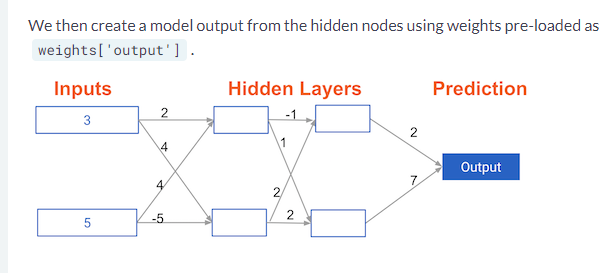 We then create a model output from the hidden nodes using weights pre-loaded as
weights['output'] .
Inputs Hidden Layers Prediction
3 2 -1
4 1 2
Output
4 2 7
5 -5 2